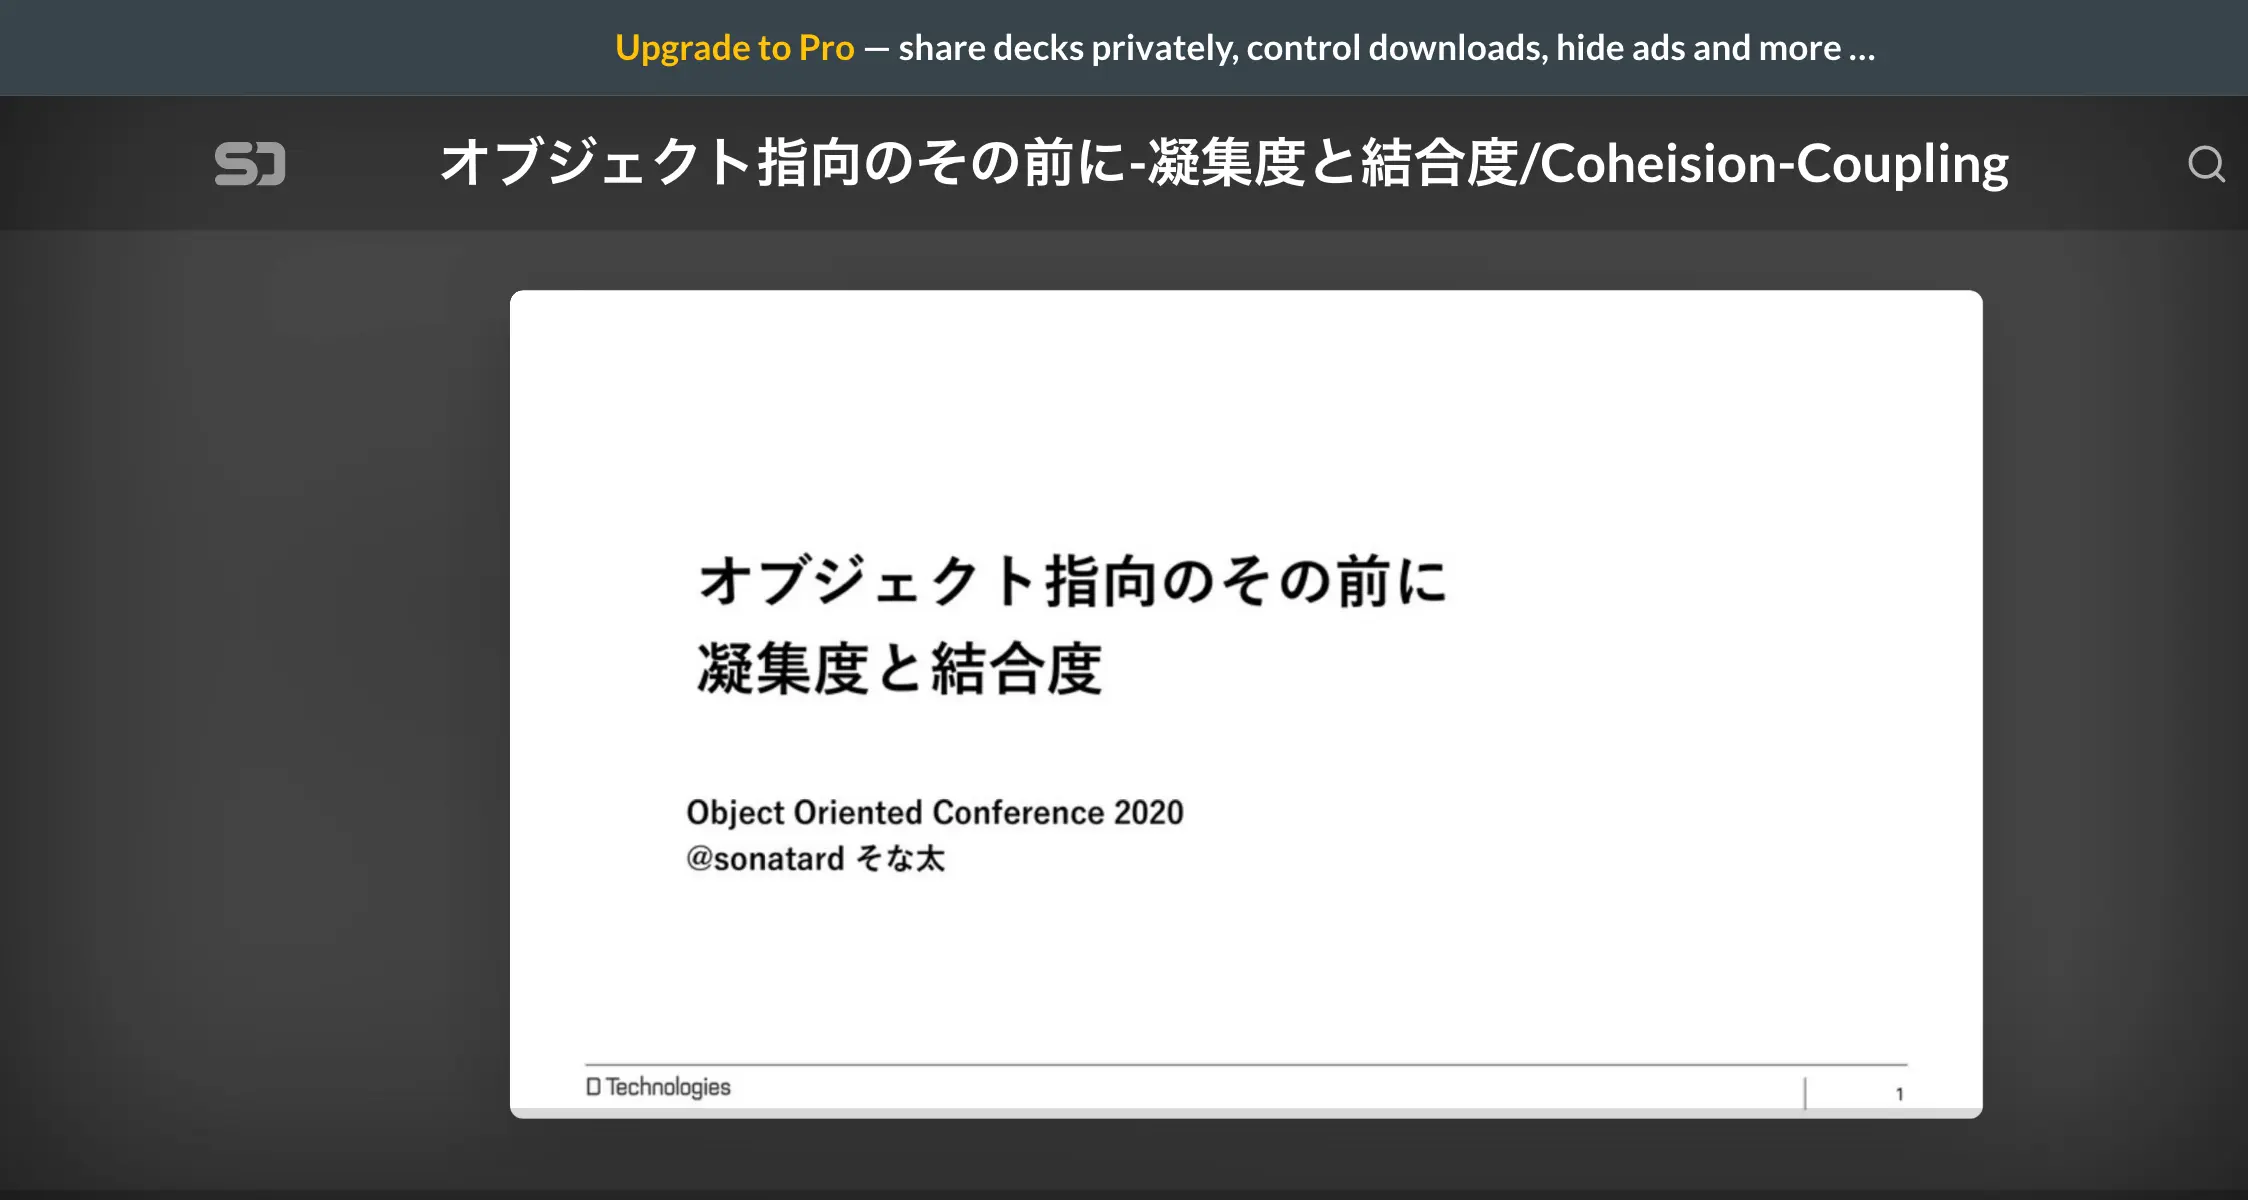 Upgrade to Pro — share decks privately, control downloads, hide ads and more …
オブジェクト指向のその前に-凝集度と結合度/Coheision-Coupling
オブジェクト指向のその前に
凝集度と結合度
Object Oriented Conference 2020
@sonatard そな太
D Technologies
1